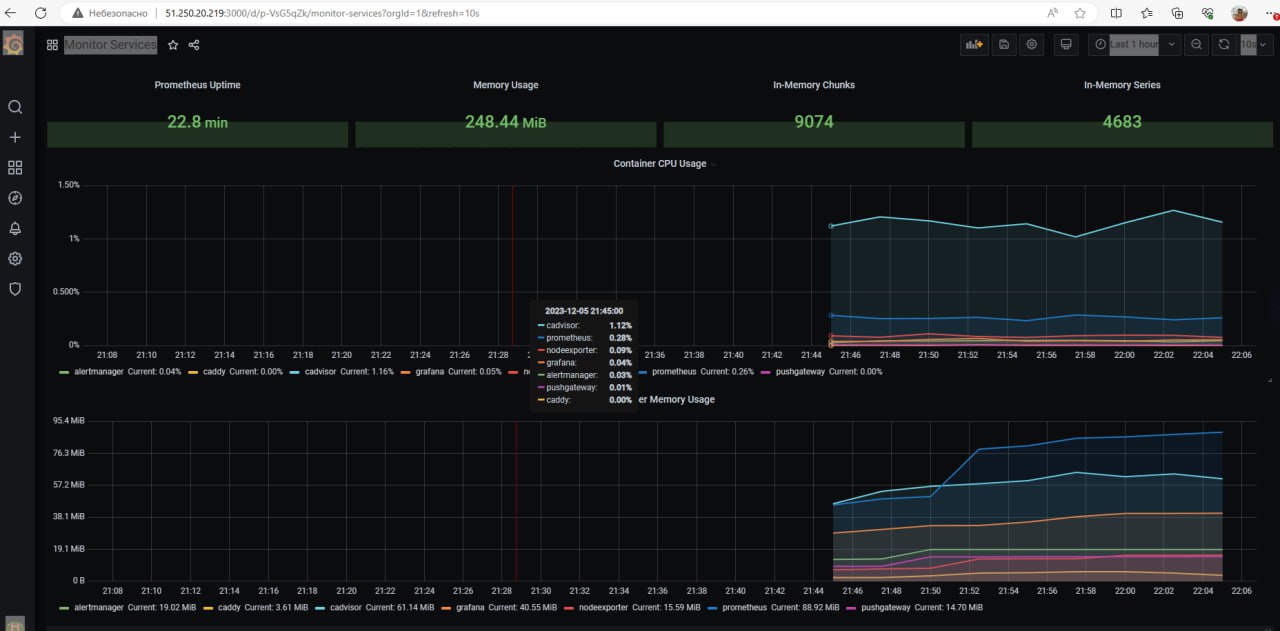 Небезопасно 51.250.20.219:3000/d/p-VsG5qZk/monitor-services?orgId=1&refresh=10s
Monitor Services Last 1 hour 10s
Prometheus Uptime Memory Usage In-Memory Chunks In-Memory Series
22.8 min 248.44 MiB 9074 4683
Container CPU Usage
1.50%
1%
0.500%
0%
21:08 21:10 21:12 21:14 21:16 21:18 21:20 21:22 21:24 21:26 21:28 21:36 21:38 21:40 21:42 21:44 21:46 21:48 21:50 21:52 21:54 21:56 21:58 22:00 22:02 22:04 22:06
2023-12-05 21:45:00
cadvisor: 1.12%
prometheus: 0.28%
nodeexporter: 0.09%
grafana: 0.04%
alertmanager: 0.03%
pushgateway: 0.01%
caddy: 0.00%
alertmanager Current: 0.04% caddy Current: 0.00% cadvisor Current: 1.16% grafana Current: 0.05% prometheus Current: 0.26% pushgateway Current: 0.00%
er Memory Usage
95.4 MiB
76.3 MiB
57.2 MiB
38.1 MiB
19.1 MiB
0 B
21:08 21:10 21:12 21:14 21:16 21:18 21:20 21:22 21:24 21:26 21:28 21:30 21:32 21:34 21:36 21:38 21:40 21:42 21:44 21:46 21:48 21:50 21:52 21:54 21:56 21:58 22:00 22:02 22:04 22:06
alertmanager Current: 19.02 MiB caddy Current: 3.61 MiB cadvisor Current: 61.14 MiB grafana Current: 40.55 MiB nodeexporter Current: 15.59 MiB prometheus Current: 88.92 MiB pushgateway Current: 14.70 MiB